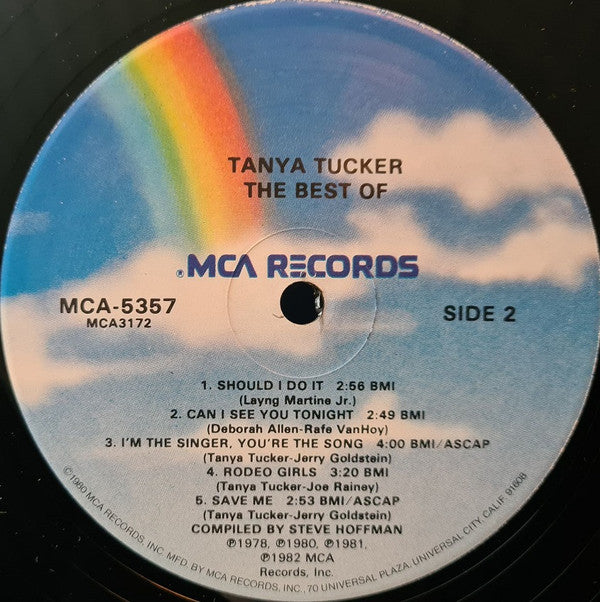 TANYA TUCKER
THE BEST OF
MCA RECORDS
MCA-5357
MCA3172
SIDE 2
1. SHOULD I DO IT 2:56 BMI
(Layng Martine Jr.)
2. CAN I SEE YOU TONIGHT 2:49 BMI
(Deborah Allen-Rafe VanHoy)
3. I'M THE SINGER, YOU'RE THE SONG 4:00 BMI/ASCAP
(Tanya Tucker-Jerry Goldstein)
4. RODEO GIRLS 3:20 BMI
(Tanya Tucker-Joe Rainey)
5. SAVE ME 2:53 BMI/ASCAP
(Tanya Tucker-Jerry Goldstein)
COMPILED BY STEVE HOFFMAN
℗1978, ℗1980, ℗1981,
℗1982 MCA
Records, Inc.
©1980 MCA RECORDS, INC. MFD. BY MCA RECORDS, INC., 70 UNIVERSAL PLAZA, UNIVERSAL CITY, CALIF. 91608